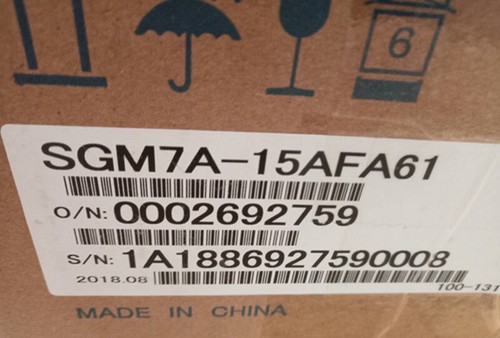 6
SGM7A-15AFA61
O/N: 0002692759
S/N: 1A1886927590008
2018.08
100-131
MADE IN CHINA